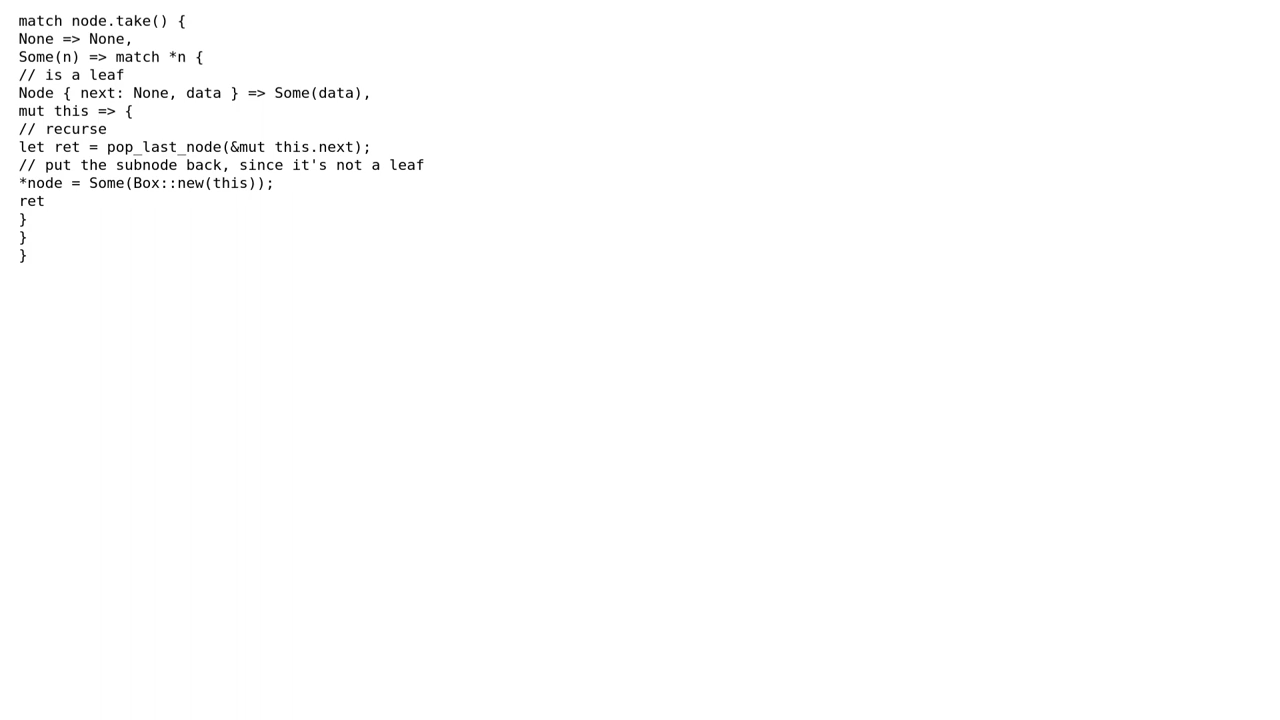 match node.take() {
None => None,
Some(n) => match *n {
// is a leaf
Node { next: None, data } => Some(data),
mut this => {
// recurse
let ret = pop_last_node(&mut this.next);
// put the subnode back, since it's not a leaf
*node = Some(Box::new(this));
ret
}
}
}